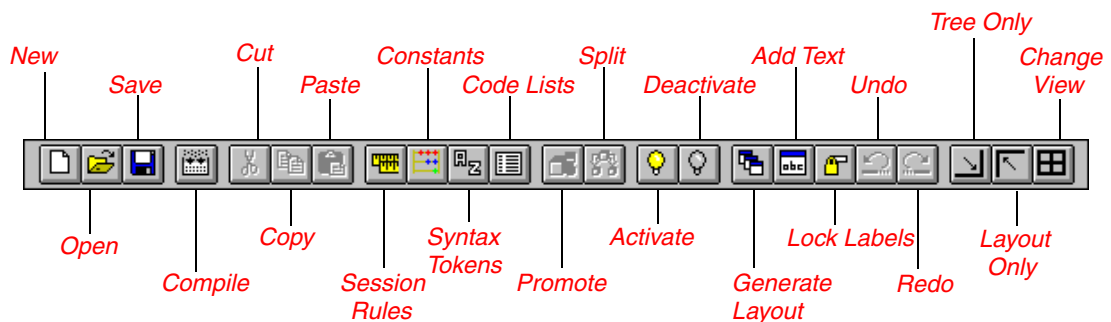 Tree Only
New
Cut
Constants
Split
Add Text
Change
View
Save
Paste
Code Lists
Deactivate
Undo
A
Z
abc
Open
Copy
Syntax
Tokens
Activate
Lock Labels
Layout
Only
Compile
Session
Rules
Promote
Generate
Layout
Redo